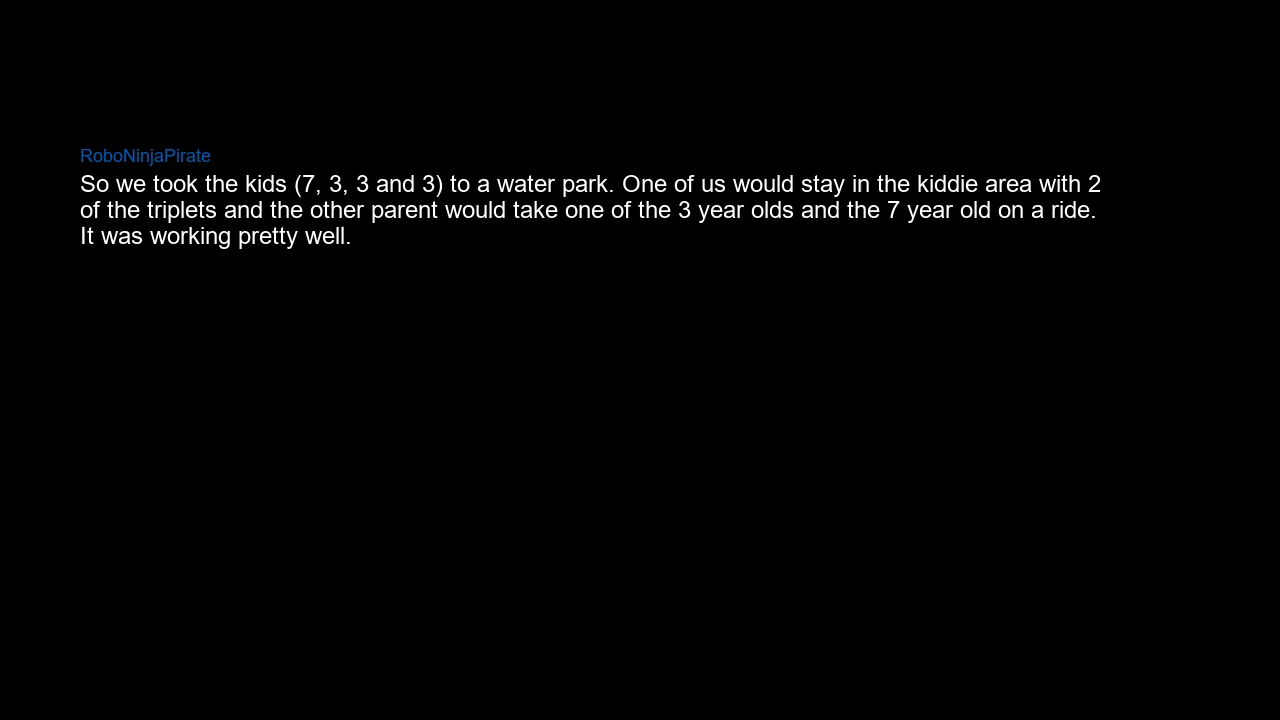 RoboNinjaPirate
So we took the kids (7, 3, 3 and 3) to a water park. One of us would stay in the kiddie area with 2
of the triplets and the other parent would take one of the 3 year olds and the 7 year old on a ride.
It was working pretty well.